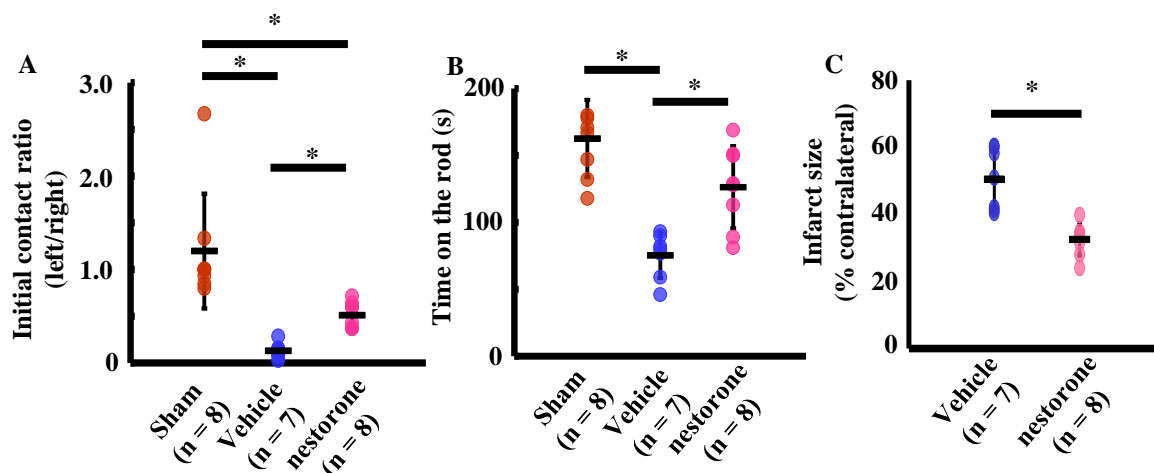 A
Initial contact ratio
(left/right)
3.0
2.0
1.0
0
*
*
*
Sham
(n = 8)
Vehicle
(n = 7)
nestorone
(n = 8)
B
Time on the rod (s)
200
100
0
*
*
Sham
(n = 8)
Vehicle
(n = 7)
nestorone
(n = 8)
C
Infarct size
(% contralateral)
80
60
40
20
0
*
Vehicle
(n = 7)
nestorone
(n = 8)